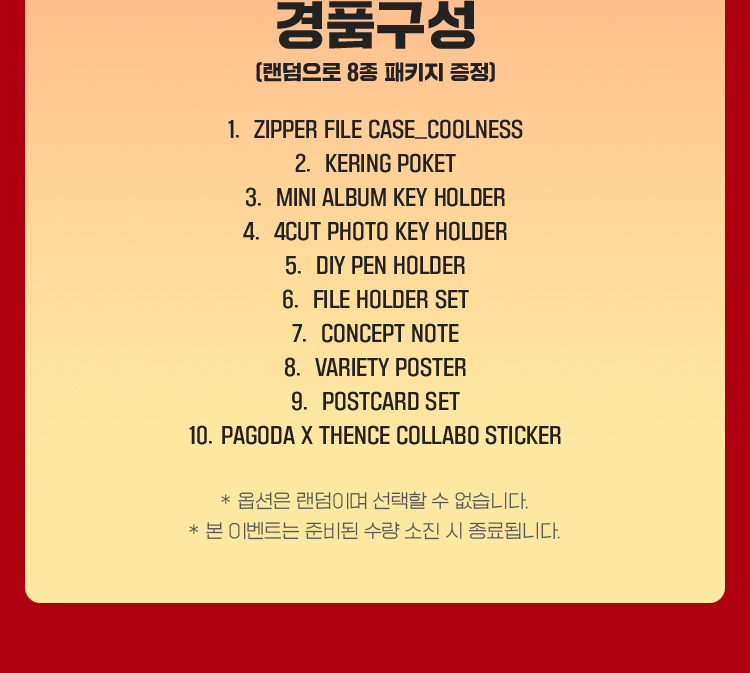 경품구성
(랜덤으로 8종 패키지 증정)
1. ZIPPER FILE CASE_COOLNESS
2. KERING POKET
3. MINI ALBUM KEY HOLDER
4. 4CUT PHOTO KEY HOLDER
5. DIY PEN HOLDER
6. FILE HOLDER SET
7. CONCEPT NOTE
8. VARIETY POSTER
9. POSTCARD SET
10. PAGODA X THENCE COLLABO STICKER
* 옵션은 랜덤이며 선택할 수 없습니다.
* 본 이벤트는 준비된 수량 소진 시 종료됩니다.